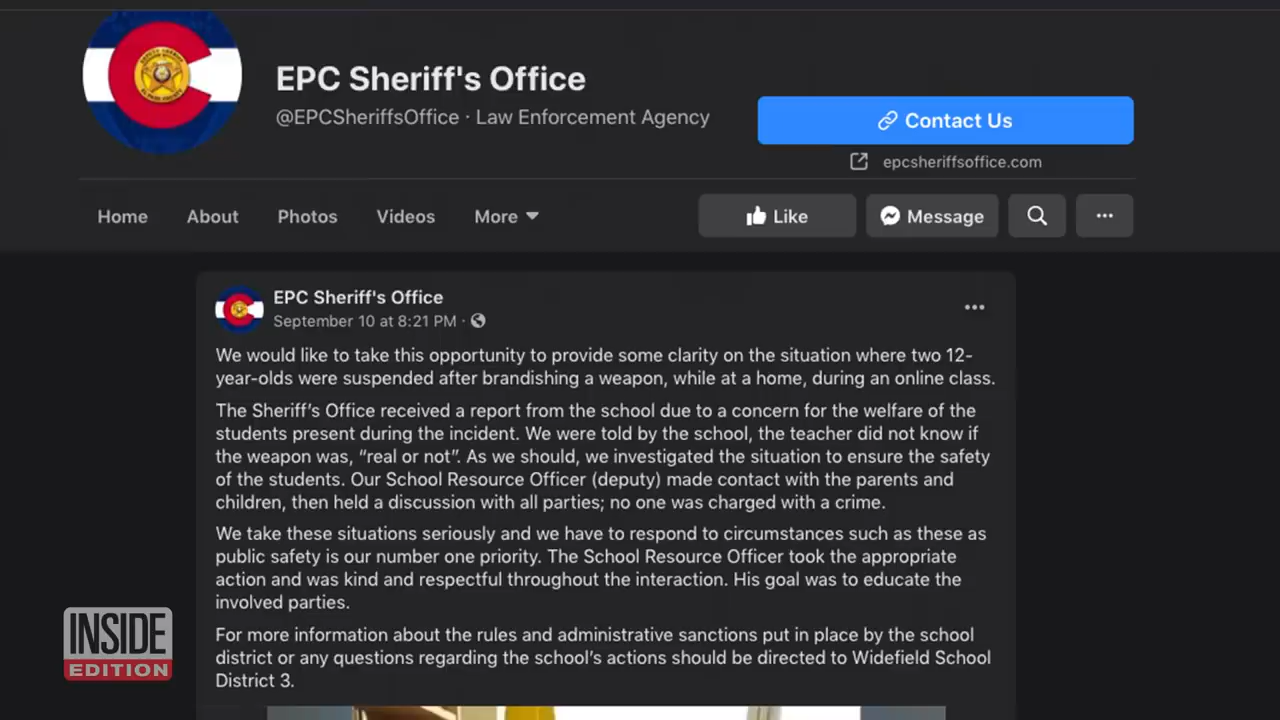 EPC Sheriff's Office
@EPCSheriffsOffice · Law Enforcement Agency
Contact Us
epcsheriffsoffice.com
Home About Photos Videos More
Like Message
EPC Sheriff's Office
September 10 at 8:21 PM ·
We would like to take this opportunity to provide some clarity on the situation where two 12-
year-olds were suspended after brandishing a weapon, while at a home, during an online class.
The Sheriff's Office received a report from the school due to a concern for the welfare of the
students present during the incident. We were told by the school, the teacher did not know if
the weapon was, “real or not”. As we should, we investigated the situation to ensure the safety
of the students. Our School Resource Officer (deputy) made contact with the parents and
children, then held a discussion with all parties; no one was charged with a crime.
We take these situations seriously and we have to respond to circumstances such as these as
public safety is our number one priority. The School Resource Officer took the appropriate
action and was kind and respectful throughout the interaction. His goal was to educate the
involved parties.
For more information about the rules and administrative sanctions put in place by the school
district or any questions regarding the school's actions should be directed to Widefield School
District 3.
INSIDE
EDITION